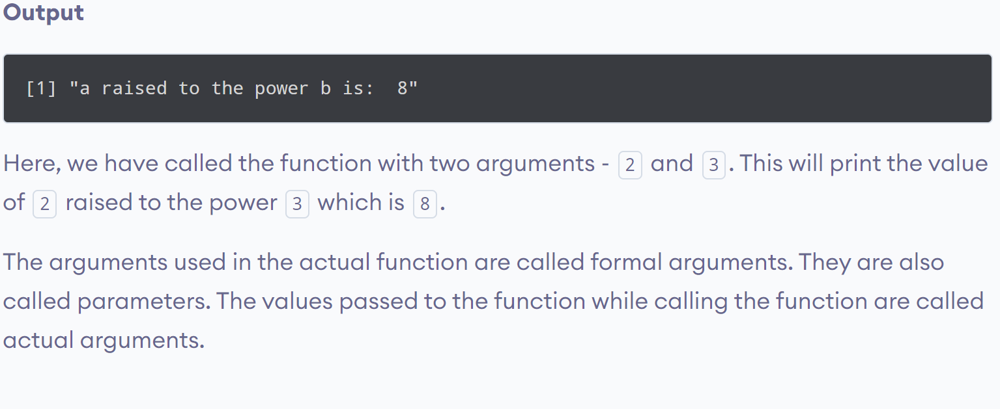 Output
[1] "a raised to the power b is:  8"
Here, we have called the function with two arguments - 2 and 3. This will print the value
of 2 raised to the power 3 which is 8.
The arguments used in the actual function are called formal arguments. They are also
called parameters. The values passed to the function while calling the function are called
actual arguments.